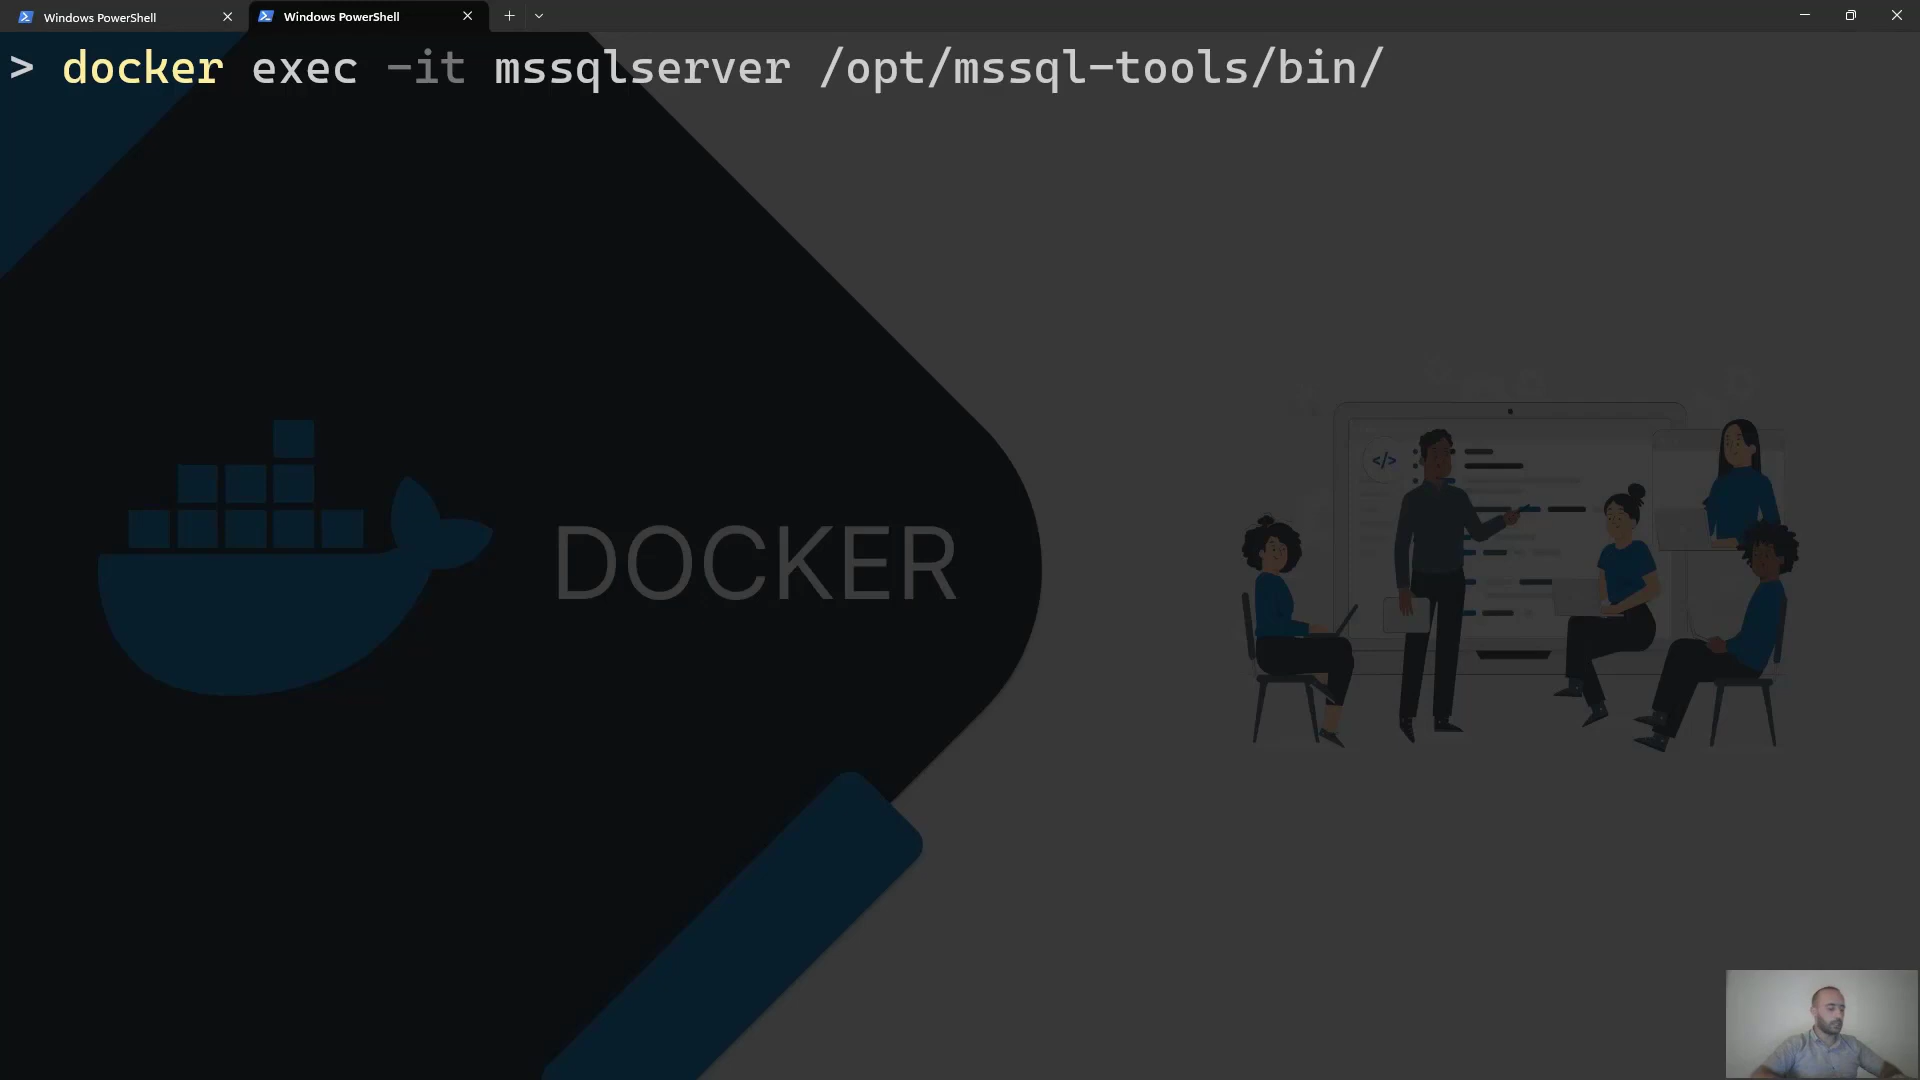 Windows PowerShell
Windows PowerShell
> docker exec -it mssqlserver /opt/mssql-tools/bin/
</>
DOCKER